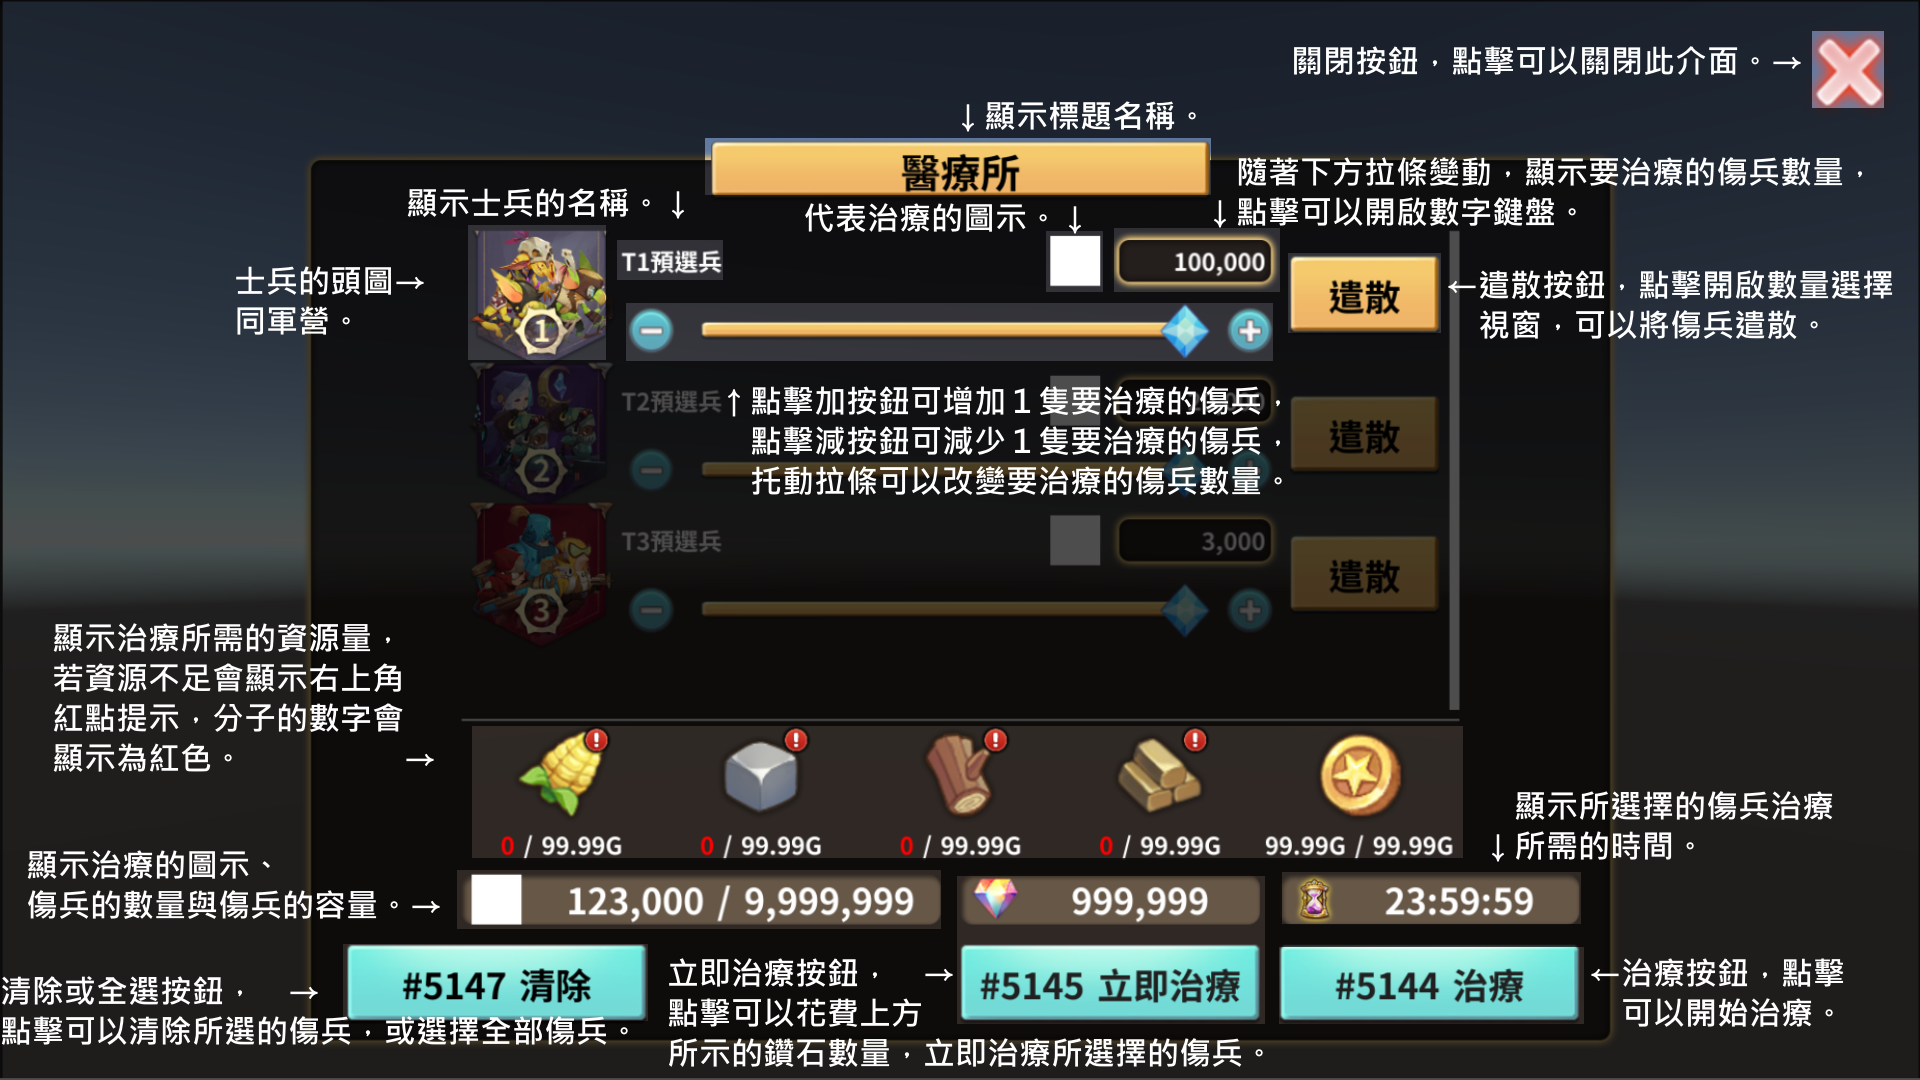 關閉按鈕，點擊可以關閉此介面。→
↓顯示標題名稱。
醫療所
顯示士兵的名稱。↓
代表治療的圖示。↓
隨著下方拉條變動，顯示要治療的傷兵數量，
↓點擊可以開啟數字鍵盤。
士兵的頭圖→
同軍營。
1
T1預選兵
100,000
遣散
←遣散按鈕，點擊開啟數量選擇
視窗，可以將傷兵遣散。
2
T2預選兵
↑點擊加按鈕可增加1隻要治療的傷兵，
點擊減按鈕可減少1隻要治療的傷兵，
托動拉條可以改變要治療的傷兵數量。
遣散
3
T3預選兵
3,000
遣散
顯示治療所需的資源量，
若資源不足會顯示右上角
紅點提示，分子的數字會
顯示為紅色。 →
0 / 99.99G
0 / 99.99G
0 / 99.99G
0 / 99.99G
99.99G / 99.99G
顯示所選擇的傷兵治療
↓所需的時間。
顯示治療的圖示、
傷兵的數量與傷兵的容量。→
123,000 / 9,999,999
999,999
23:59:59
清除或全選按鈕， →
點擊可以清除所選的傷兵，或選擇全部傷兵。
#5147 清除
立即治療按鈕， →
點擊可以花費上方
所示的鑽石數量，立即治療所選擇的傷兵。
#5145 立即治療
#5144 治療
←治療按鈕，點擊
可以開始治療。